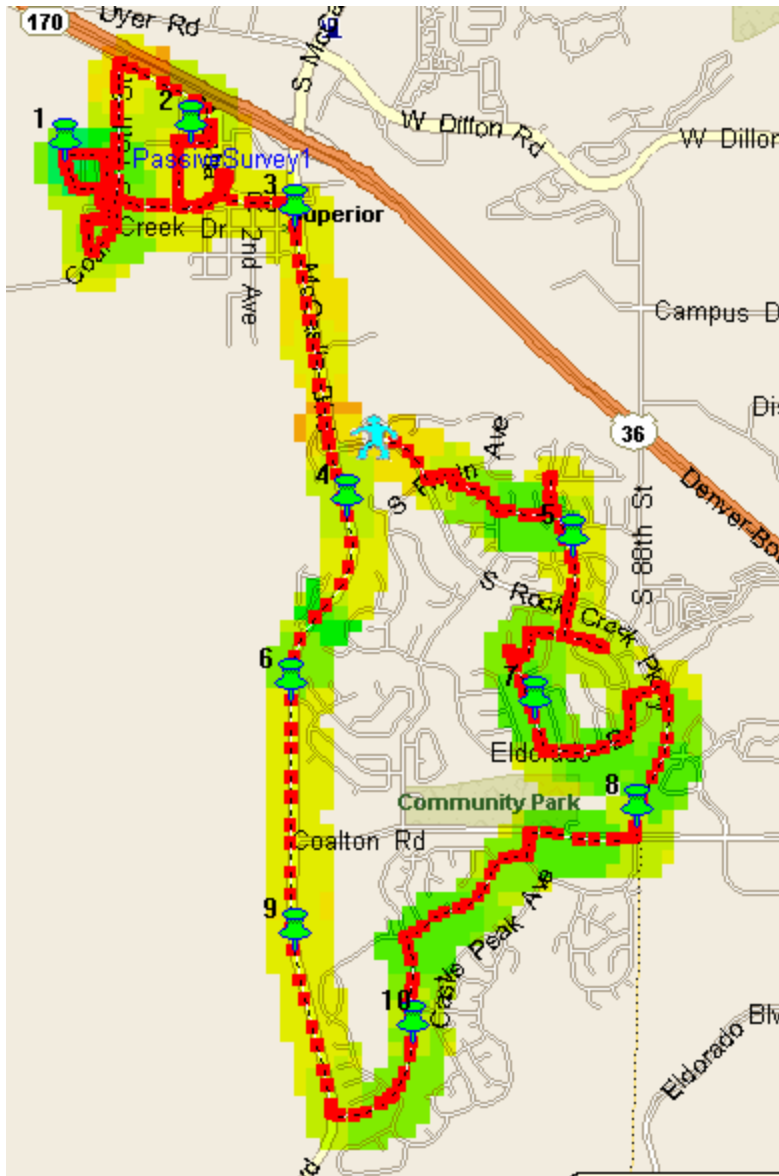 170
Dyer Rd
W Dillon Rd
W Dillon
1
2
PassiveSurvey1
3
Superior
Creek Dr
2nd Ave
Campus D
36
4
5
S 88th St
S Rock Creek Pkwy
6
7
Eldorado
8
Community Park
Coalton Rd
9
10
Castle Peak Ave
Eldorado Blv